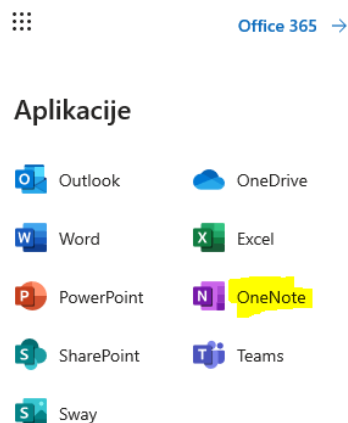 Office 365 →
Aplikacije
Outlook
OneDrive
Word
Excel
PowerPoint
OneNote
SharePoint
Teams
Sway